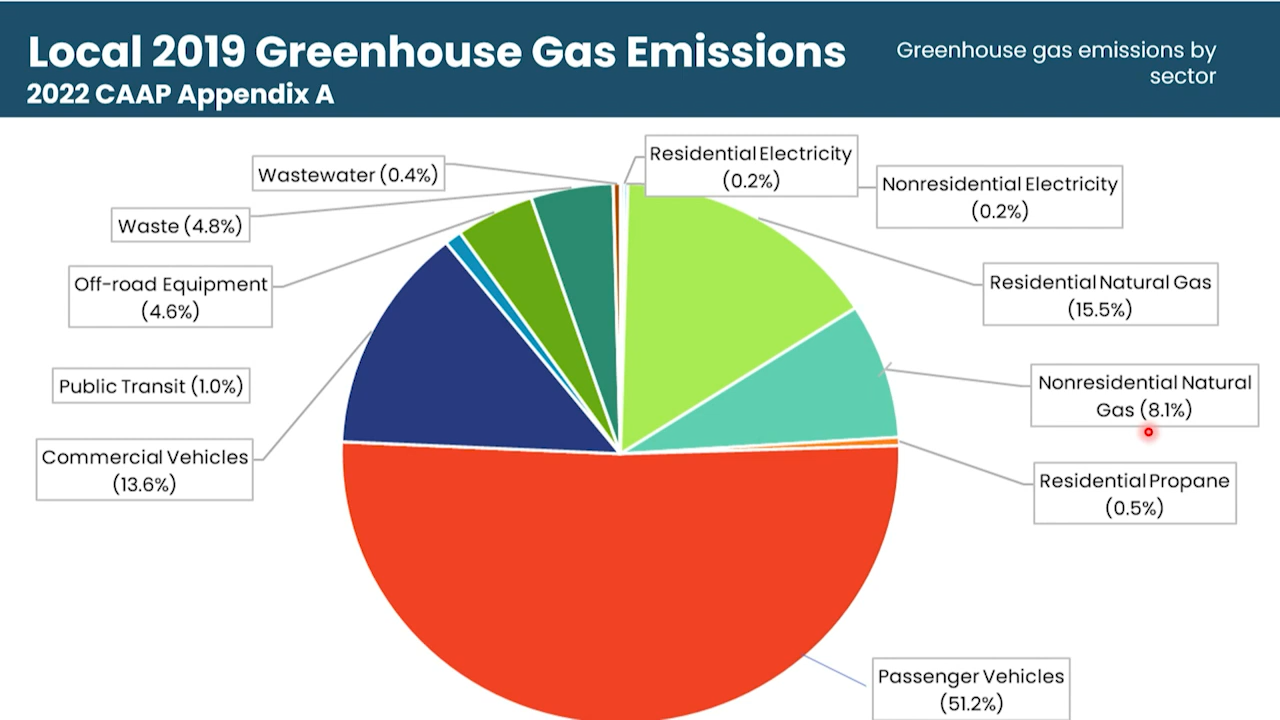 Local 2019 Greenhouse Gas Emissions
2022 CAAP Appendix A
Greenhouse gas emissions by
sector
Wastewater (0.4%)
Waste (4.8%)
Off-road Equipment
(4.6%)
Public Transit (1.0%)
Commercial Vehicles
(13.6%)
Residential Electricity
(0.2%)
Nonresidential Electricity
(0.2%)
Residential Natural Gas
(15.5%)
Nonresidential Natural
Gas (8.1%)
Residential Propane
(0.5%)
Passenger Vehicles
(51.2%)